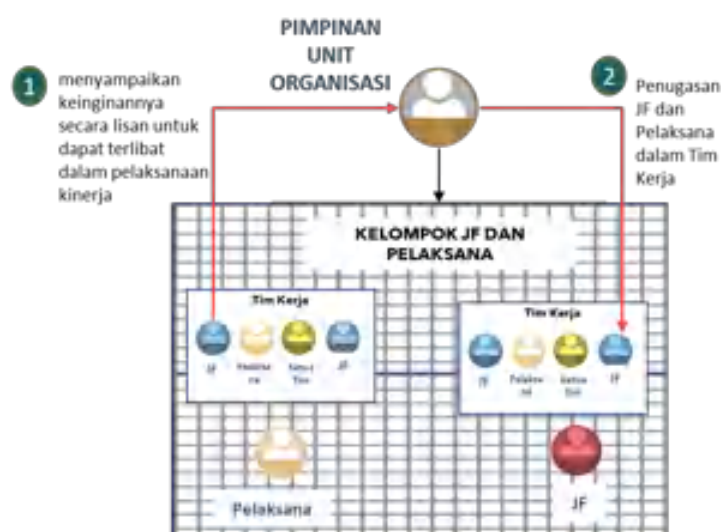 PIMPINAN
UNIT
ORGANISASI
1
menyampaikan
keinginannya
secara lisan untuk
dapat terlibat
dalam pelaksanaan
kinerja
2
Penugasan
JF dan
Pelaksana
dalam Tim
Kerja
KELOMPOK JF DAN
PELAKSANA
Tim Kerja
JF
JF
Tim Kerja
JF
JF
Pelaksana
JF